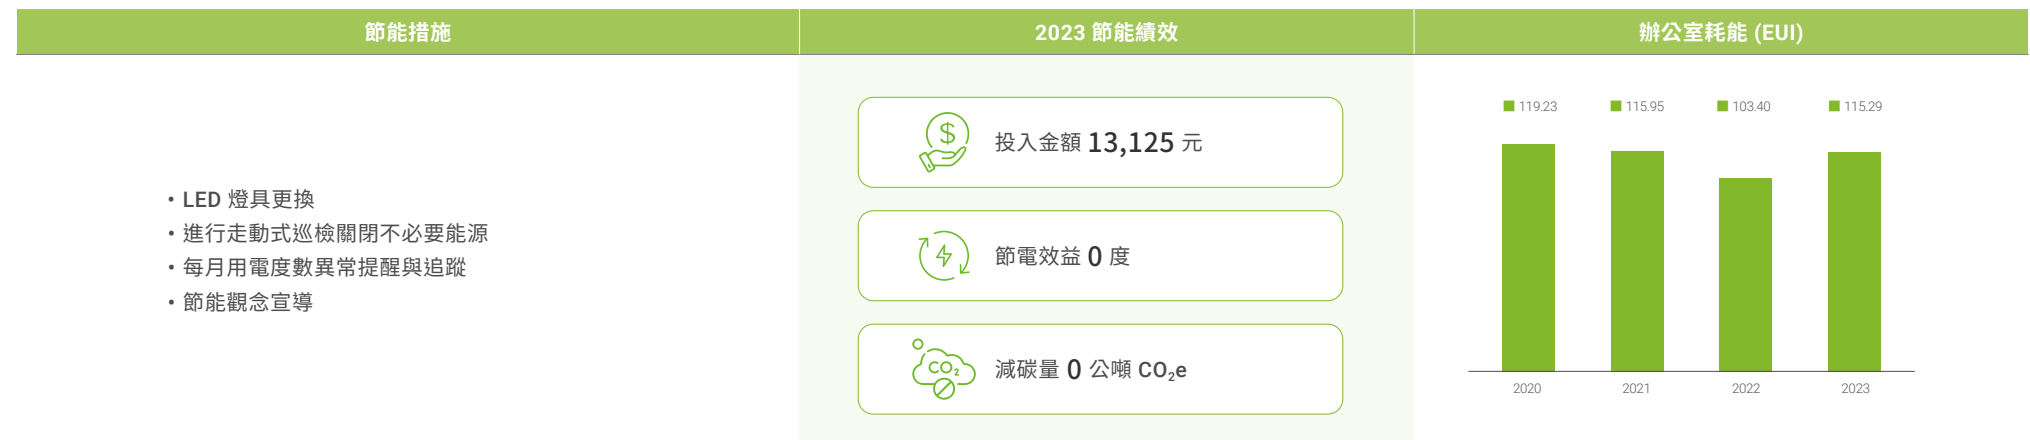 節能措施
2023 節能績效
辦公室耗能 (EUI)
・LED 燈具更換
・進行走動式巡檢關閉不必要能源
・每月用電度數異常提醒與追蹤
・節能觀念宣導
$
投入金額 13,125 元
節電效益 0 度
CO₂
減碳量 0 公噸 CO₂e
119.23 115.95 103.40 115.29
2020 2021 2022 2023